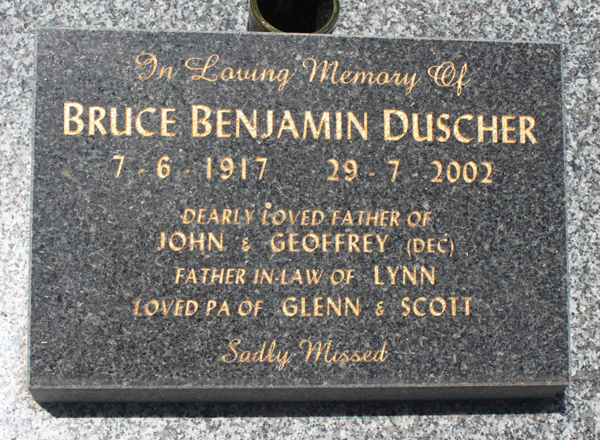 In Loving Memory Of
BRUCE BENJAMIN DUSCHER
7 - 6 - 1917 29 - 7 - 2002
DEARLY LOVED FATHER OF
JOHN & GEOFFREY (DEC)
FATHER IN-LAW OF LYNN
LOVED PA OF GLENN & SCOTT
Sadly Missed